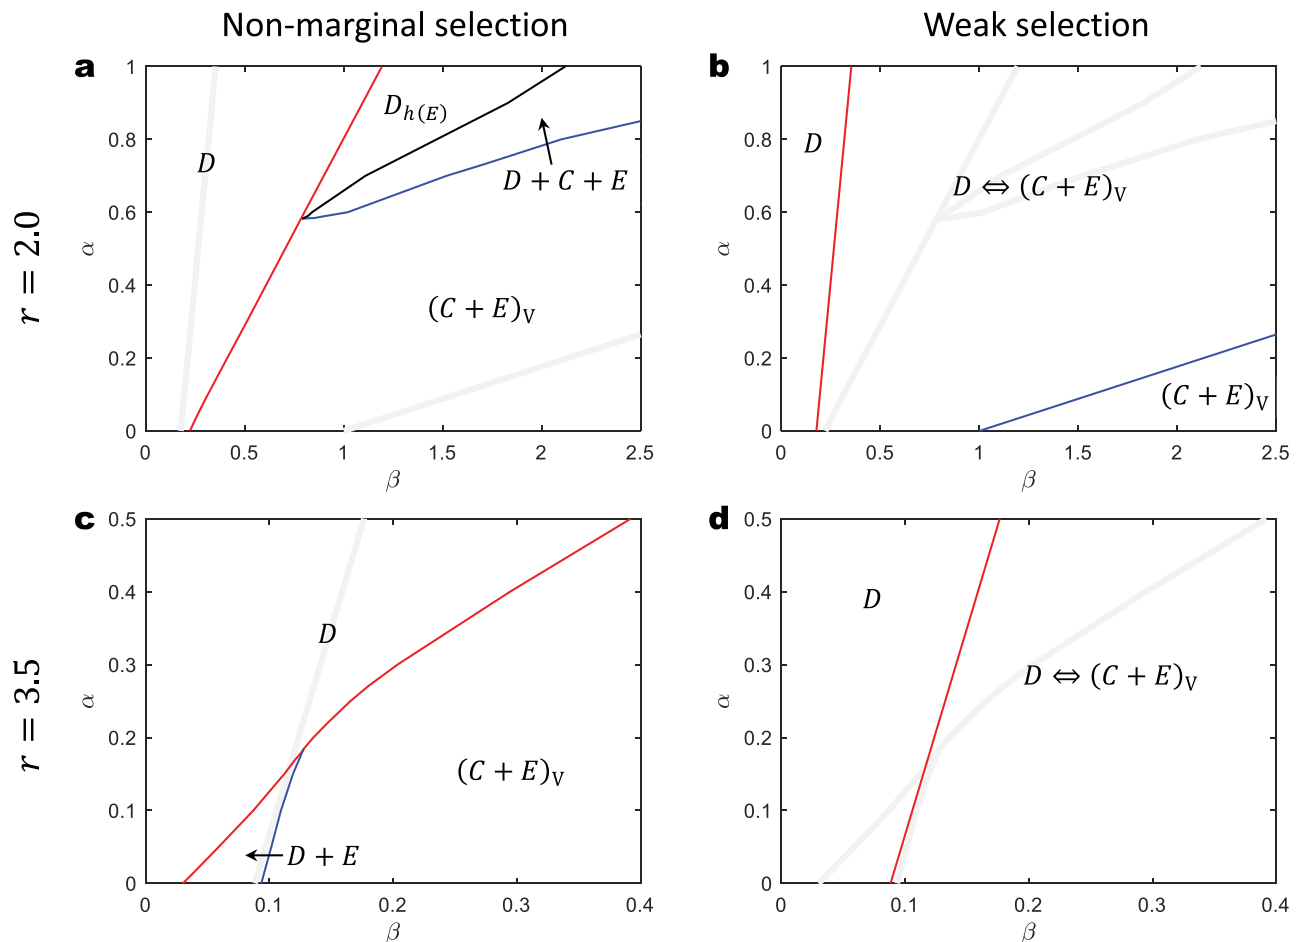 Non-marginal selection
Weak selection
r = 2.0
r = 3.5
a
α
1
0.8
0.6
0.4
0.2
0
0
0.5
1
1.5
2
2.5
β
D
D_{h(E)}
D + C + E
(C + E)_V
b
α
1
0.8
0.6
0.4
0.2
0
0
0.5
1
1.5
2
2.5
β
D
D ⇔ (C + E)_V
(C + E)_V
c
α
0.5
0.4
0.3
0.2
0.1
0
0
0.1
0.2
0.3
0.4
β
D
(C + E)_V
D + E
d
α
0.5
0.4
0.3
0.2
0.1
0
0
0.1
0.2
0.3
0.4
β
D
D ⇔ (C + E)_V